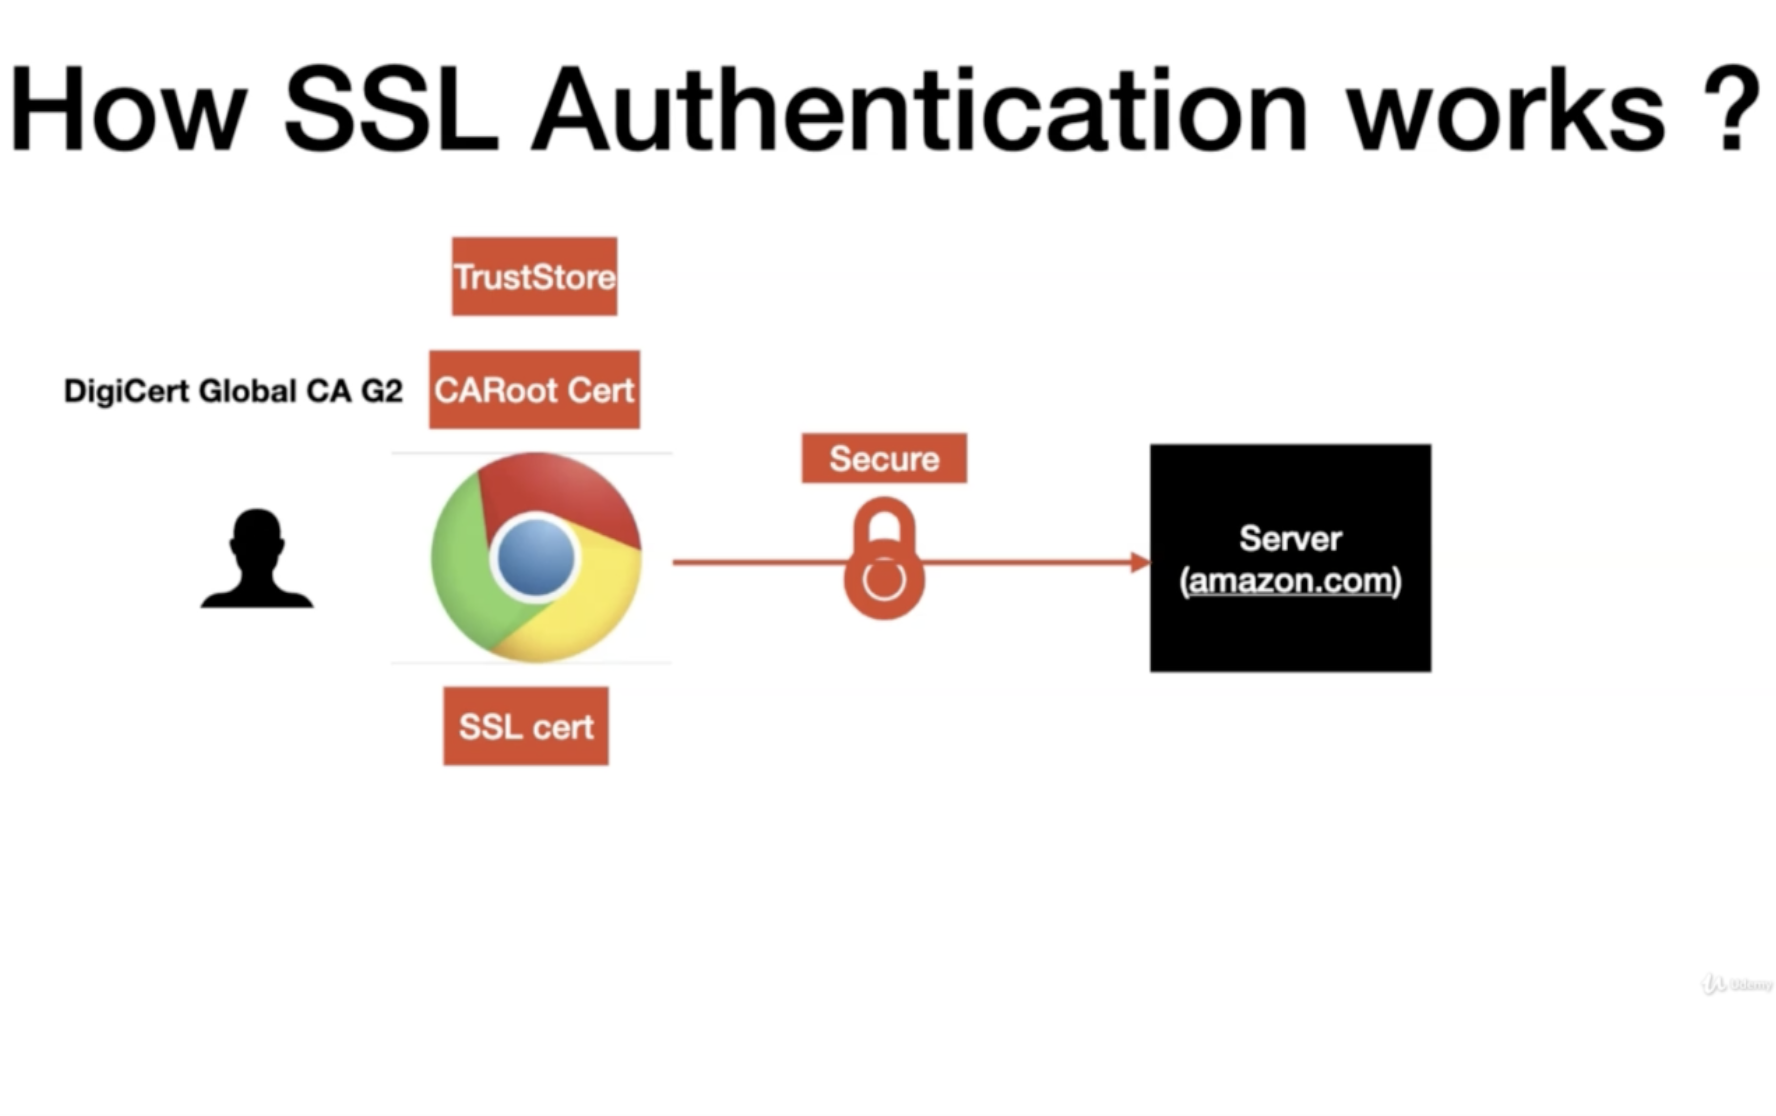 How SSL Authentication works ?
TrustStore
DigiCert Global CA G2
CARoot Cert
Secure
Server
(amazon.com)
SSL cert
Udemy